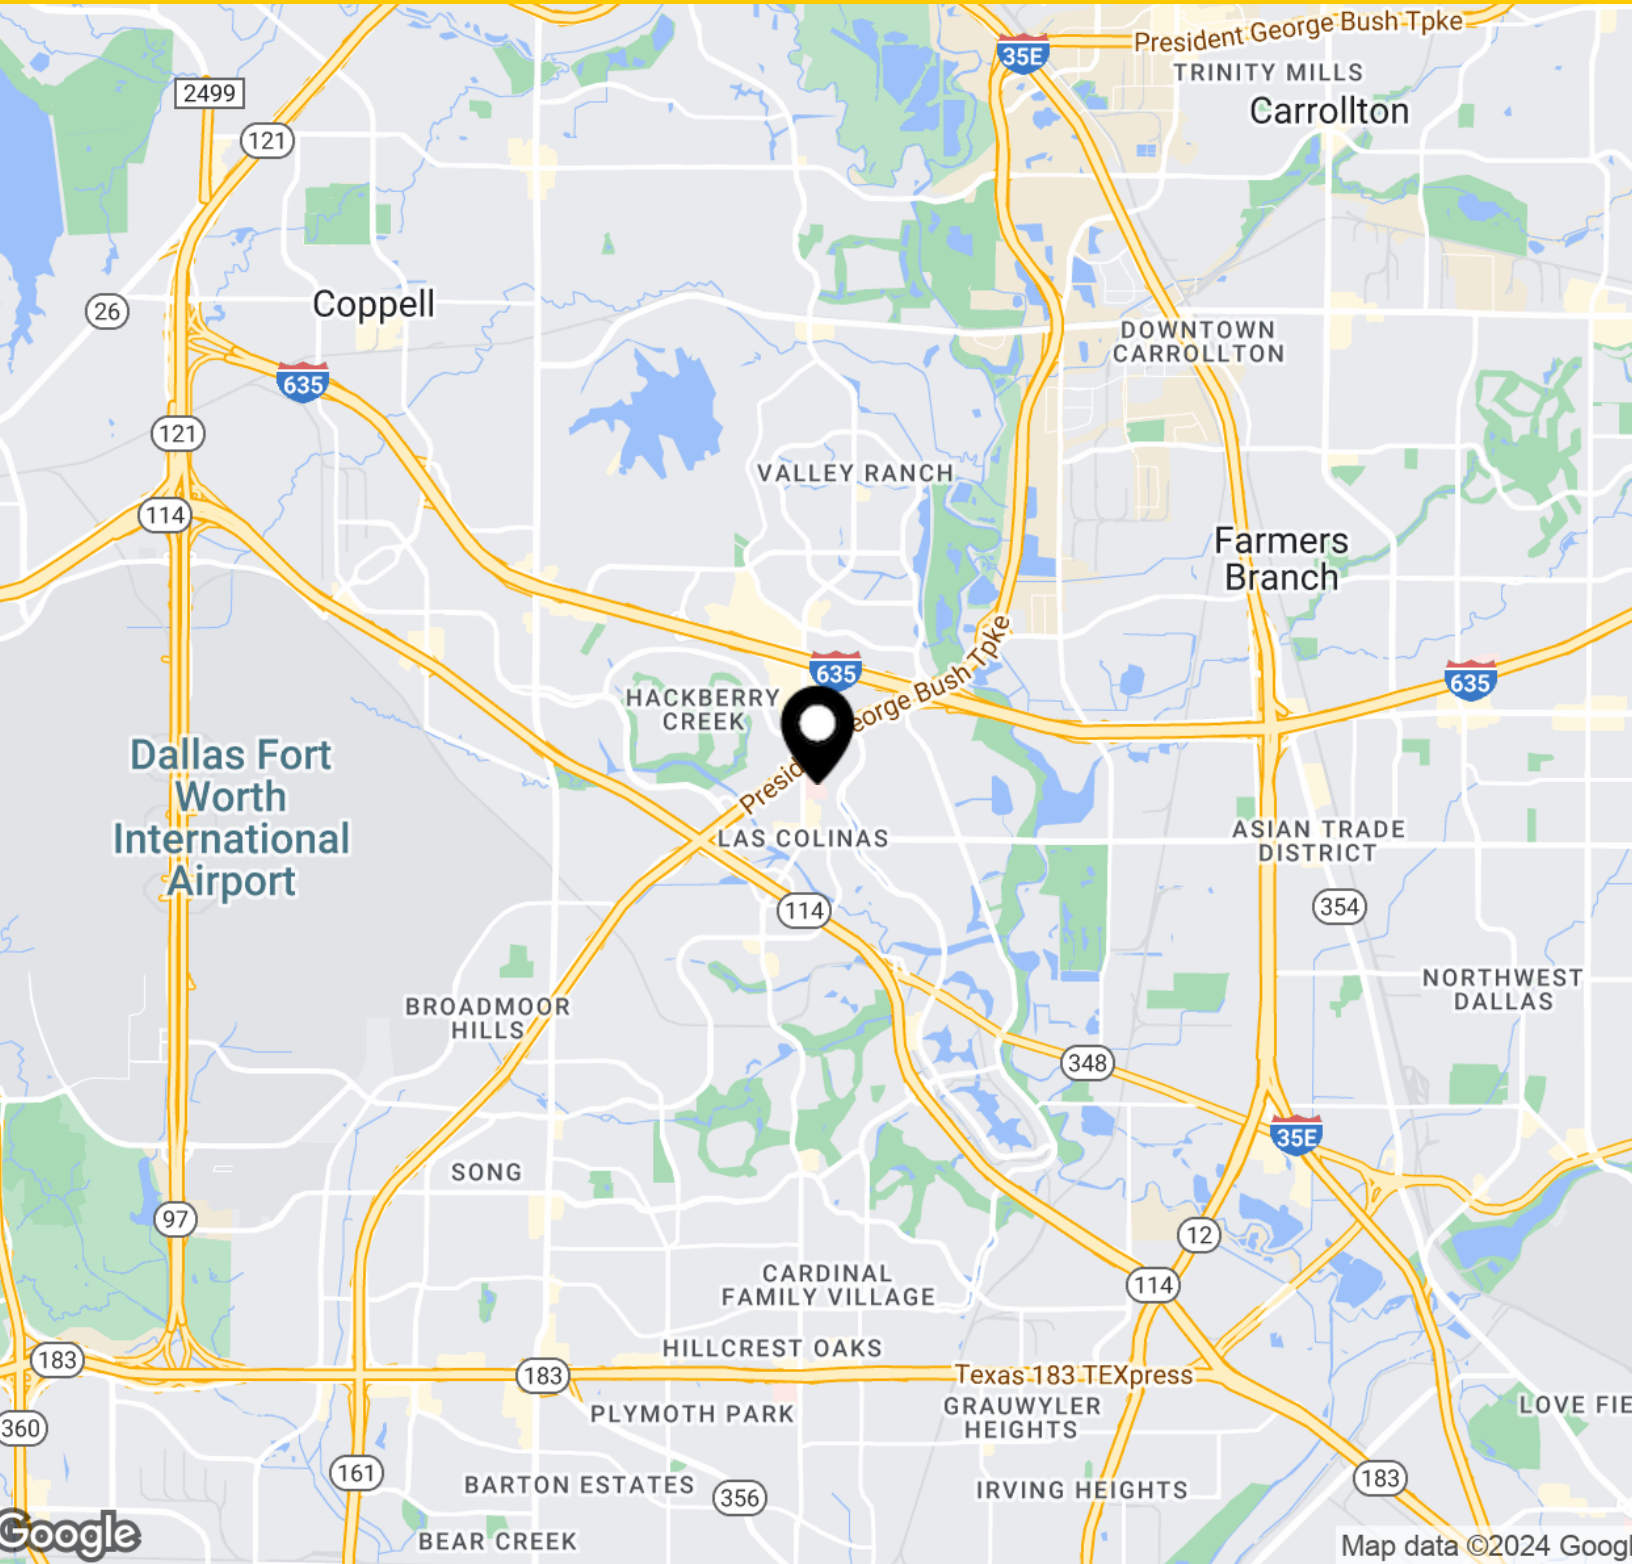 President George Bush Tpke
35E
TRINITY MILLS
2499
Carrollton
121
Coppell
26
DOWNTOWN
CARROLLTON
635
121
VALLEY RANCH
114
Farmers
Branch
635
635
George Bush Tpke
HACKBERRY
CREEK
Presid
Dallas Fort
Worth
International
Airport
LAS COLINAS
ASIAN TRADE
DISTRICT
114
354
NORTHWEST
DALLAS
BROADMOOR
HILLS
348
35E
SONG
97
12
CARDINAL
FAMILY VILLAGE
114
HILLCREST OAKS
183
183
Texas 183 TEXpress
GRAUWYLER
HEIGHTS
LOVE FIE
PLYMOTH PARK
360
161
183
BARTON ESTATES
356
IRVING HEIGHTS
Google
BEAR CREEK
Map data ©2024 Googl